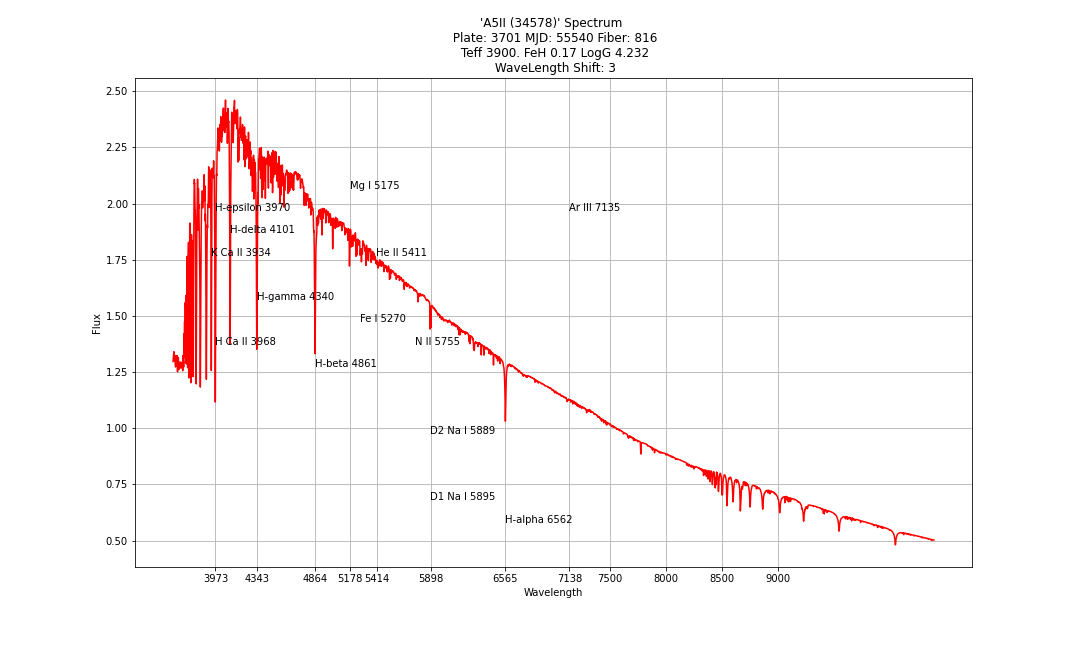 'A5II (34578)' Spectrum
Plate: 3701 MJD: 55540 Fiber: 816
Teff 3900. FeH 0.17 LogG 4.232
WaveLength Shift: 3
2.50
2.25
2.00
1.75
1.50
1.25
1.00
0.75
0.50
Flux
Mg I 5175
H-epsilon 3970
Ar III 7135
H-delta 4101
K Ca II 3934
He II 5411
H-gamma 4340
Fe I 5270
H Ca II 3968
N II 5755
H-beta 4861
D2 Na I 5889
D1 Na I 5895
H-alpha 6562
3973 4343 4864 5178 5414 5898 6565 7138 7500 8000 8500 9000
Wavelength